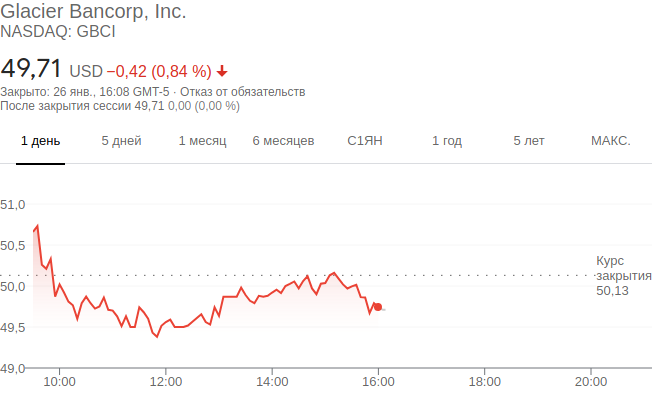 Glacier Bancorp, Inc.
NASDAQ: GBCI
49,71 USD −0,42 (0,84 %)
Закрыто: 26 янв., 16:08 GMT-5 · Отказ от обязательств
После закрытия сессии 49,71 0,00 (0,00 %)
1 день 5 дней 1 месяц 6 месяцев С1ЯН 1 год 5 лет МАКС.
51,0
50,5
Курс
закрытия
50,13
50,0
49,5
49,0
10:00 12:00 14:00 16:00 18:00 20:00